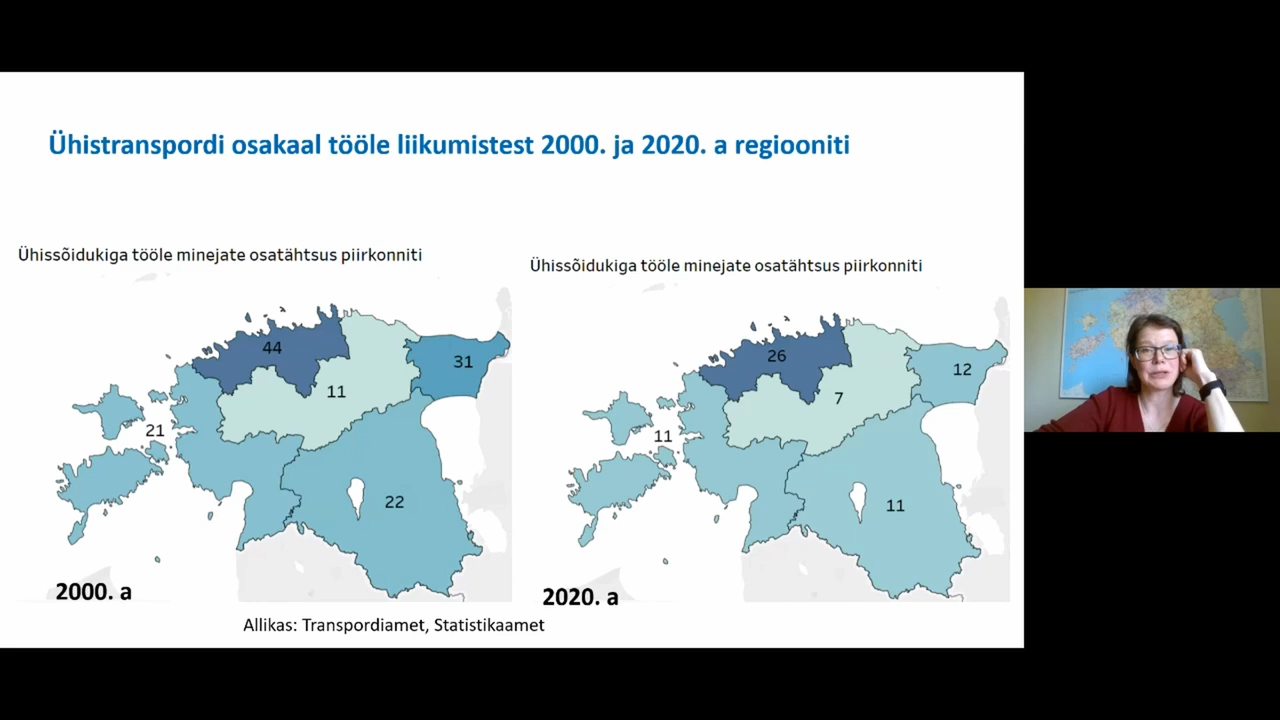 Ühistranspordi osakaal tööle liikumistest 2000. ja 2020. a regiooniti
Ühissõidukiga tööle minejate osatähtsus piirkonniti
44
31
11
21
22
2000. a
Ühissõidukiga tööle minejate osatähtsus piirkonniti
26
12
7
11
11
2020. a
Allikas: Transpordiamet, Statistikaamet